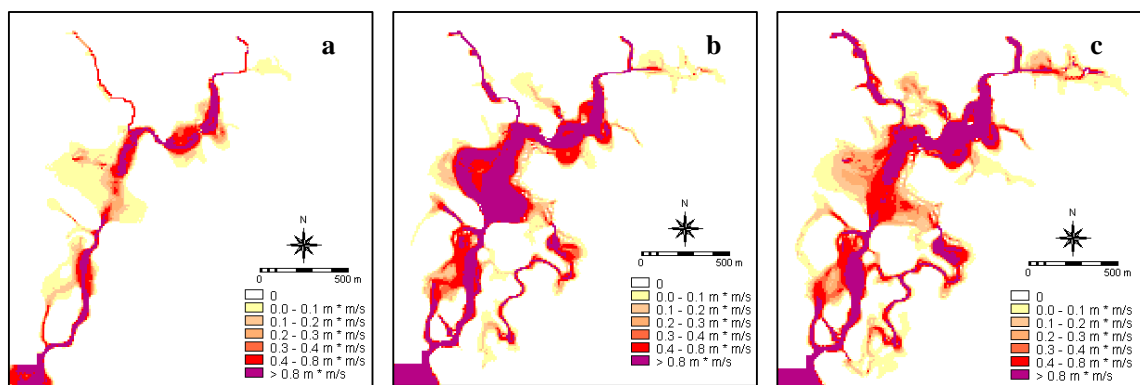 a
N
0 500 m
0
0.0 - 0.1 m * m/s
0.1 - 0.2 m * m/s
0.2 - 0.3 m * m/s
0.3 - 0.4 m * m/s
0.4 - 0.8 m * m/s
> 0.8 m * m/s
b
N
0 500 m
0
0.0 - 0.1 m * m/s
0.1 - 0.2 m * m/s
0.2 - 0.3 m * m/s
0.3 - 0.4 m * m/s
0.4 - 0.8 m * m/s
> 0.8 m * m/s
c
N
0 500 m
0
0.0 - 0.1 m * m/s
0.1 - 0.2 m * m/s
0.2 - 0.3 m * m/s
0.3 - 0.4 m * m/s
0.4 - 0.8 m * m/s
> 0.8 m * m/s